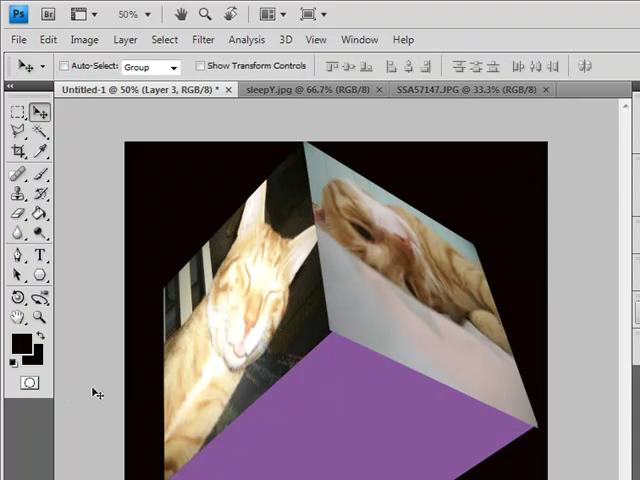 Ps Br 50%
File Edit Image Layer Select Filter Analysis 3D View Window Help
Auto-Select: Group Show Transform Controls
Untitled-1 @ 50% (Layer 3, RGB/8) * × sleepY.jpg @ 66.7% (RGB/8) × SSA57147.JPG @ 33.3% (RGB/8) ×
T